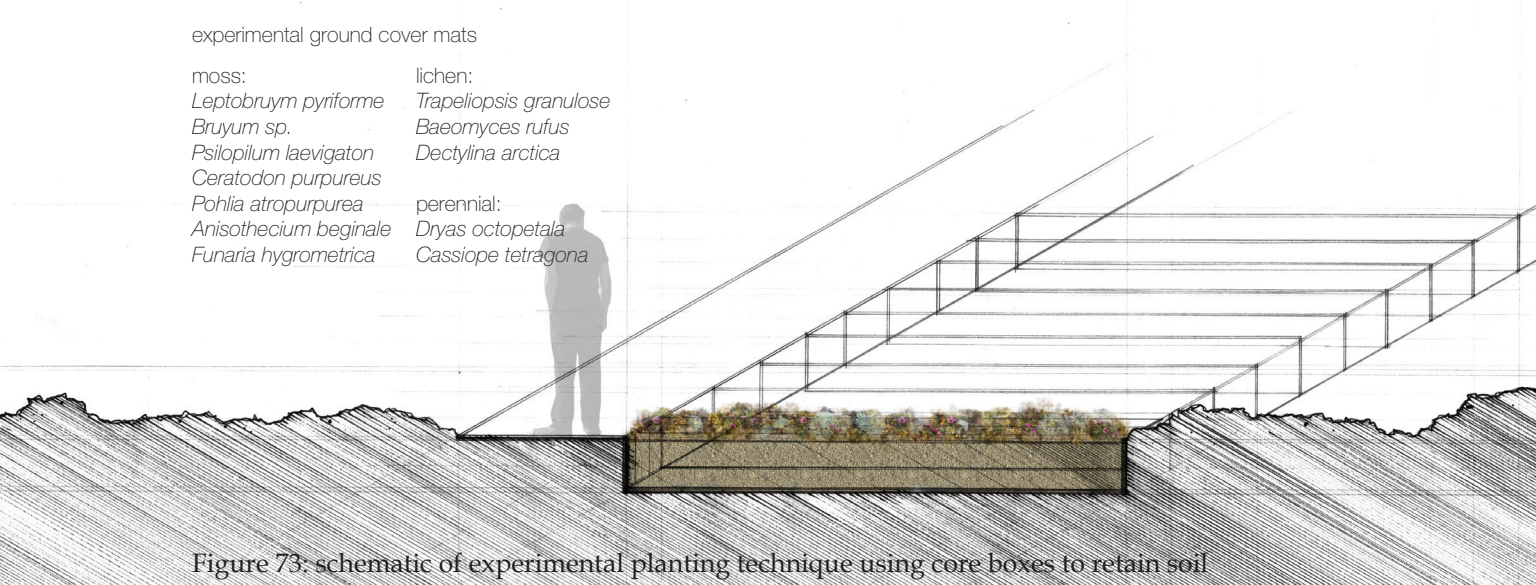 experimental ground cover mats
moss:
Leptobruym pyriforme
Bruyum sp.
Psilopilum laevigaton
Ceratodon purpureus
Pohlia atropurpurea
Anisothecium beginale
Funaria hygrometrica
lichen:
Trapeliopsis granulose
Baeomyces rufus
Dectylina arctica
perennial:
Dryas octopetala
Cassiope tetragona
Figure 73: schematic of experimental planting technique using core boxes to retain soil